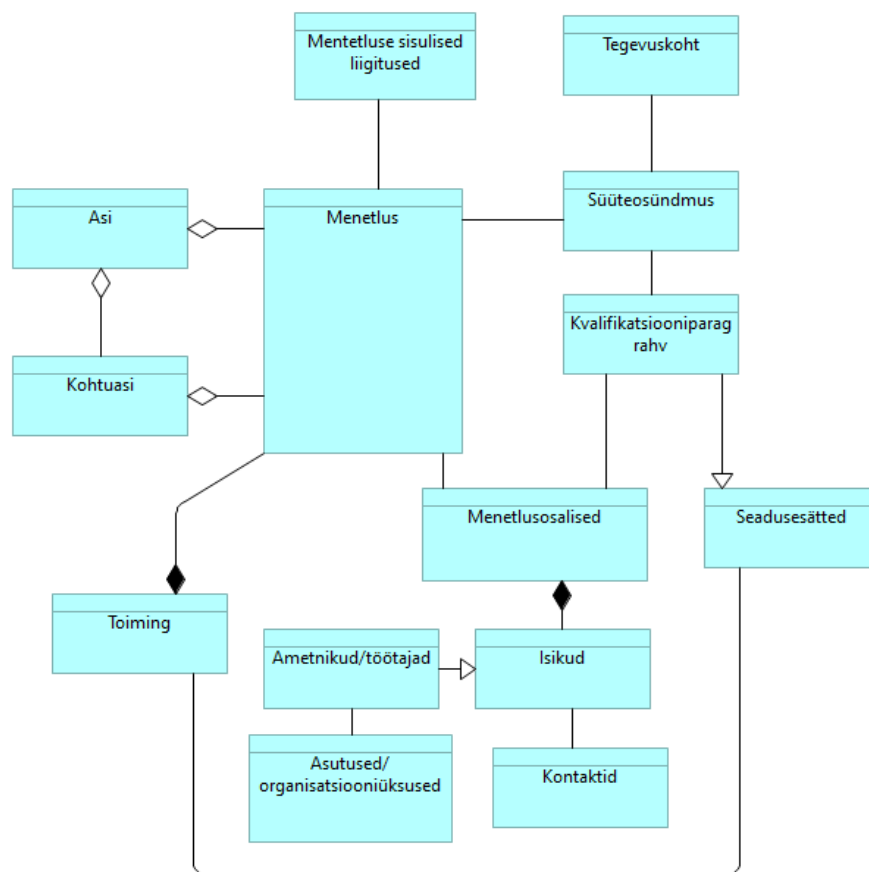 Mentetluse sisulised
liigitused
Tegevuskoht
Asi
Menetlus
Süüteosündmus
Kvalifikatsiooniparag
rahv
Kohtuasi
Menetlusosalised
Seadusesätted
Toiming
Ametnikud/töötajad
Isikud
Asutused/
organisatsiooniüksused
Kontaktid